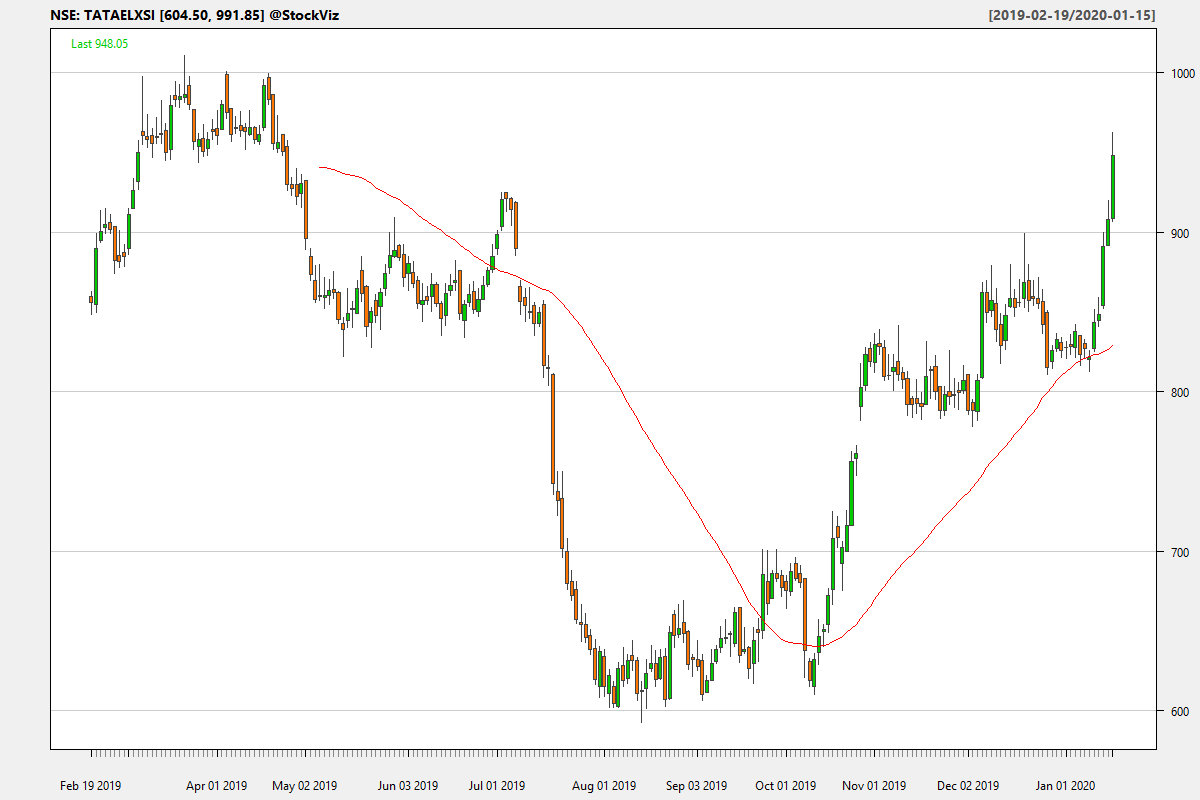 NSE: TATAELXSI [604.50, 991.85] @StockViz [2019-02-19/2020-01-15]
Last 948.05
1000
900
800
700
600
Feb 19 2019 Apr 01 2019 May 02 2019 Jun 03 2019 Jul 01 2019 Aug 01 2019 Sep 03 2019 Oct 01 2019 Nov 01 2019 Dec 02 2019 Jan 01 2020